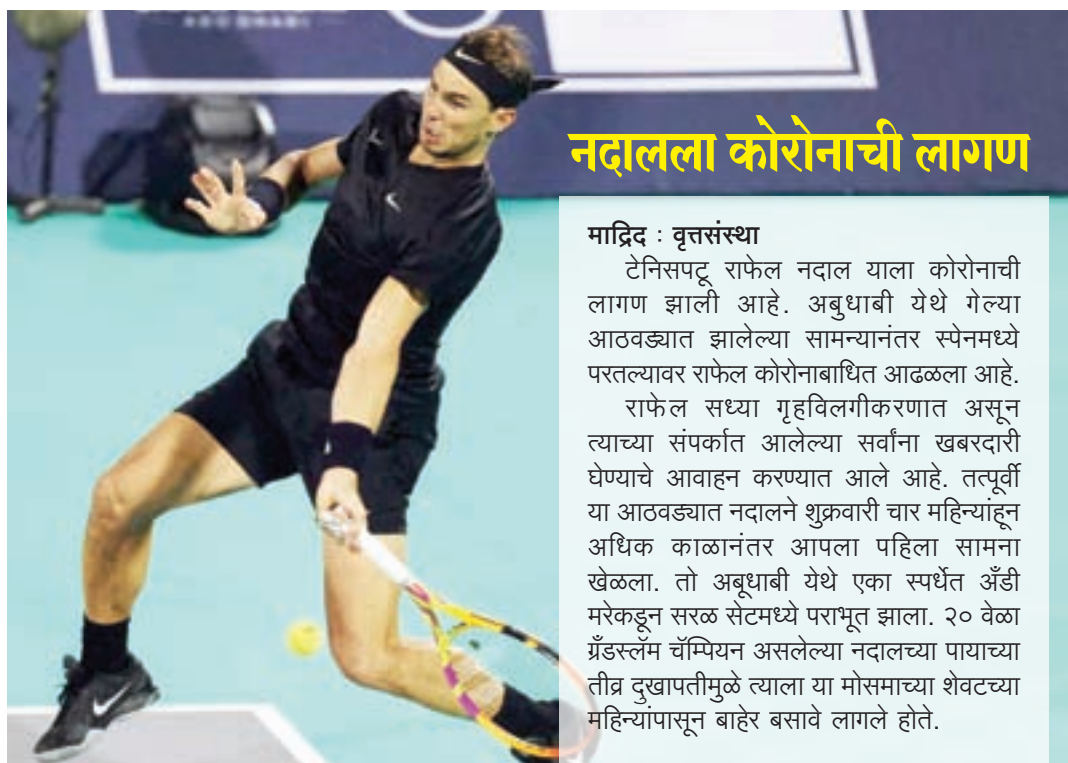 ABU DHABI
नदालला कोरोनाची लागण
माद्रिद : वृत्तसंस्था
टेनिसपटू राफेल नदाल याला कोरोनाची
लागण झाली आहे. अबुधाबी येथे गेल्या
आठवड्यात झालेल्या सामन्यानंतर स्पेनमध्ये
परतल्यावर राफेल कोरोनाबाधित आढळला आहे.
राफेल सध्या गृहविलगीकरणात असून
त्याच्या संपर्कात आलेल्या सर्वांना खबरदारी
घेण्याचे आवाहन करण्यात आले आहे. तत्पूर्वी
या आठवड्यात नदालने शुक्रवारी चार महिन्यांहून
अधिक काळानंतर आपला पहिला सामना
खेळला. तो अबूधाबी येथे एका स्पर्धेत अँडी
मरेकडून सरळ सेटमध्ये पराभूत झाला. २० वेळा
ग्रँडस्लॅम चॅम्पियन असलेल्या नदालच्या पायाच्या
तीव्र दुखापतीमुळे त्याला या मोसमाच्या शेवटच्या
महिन्यांपासून बाहेर बसावे लागले होते.